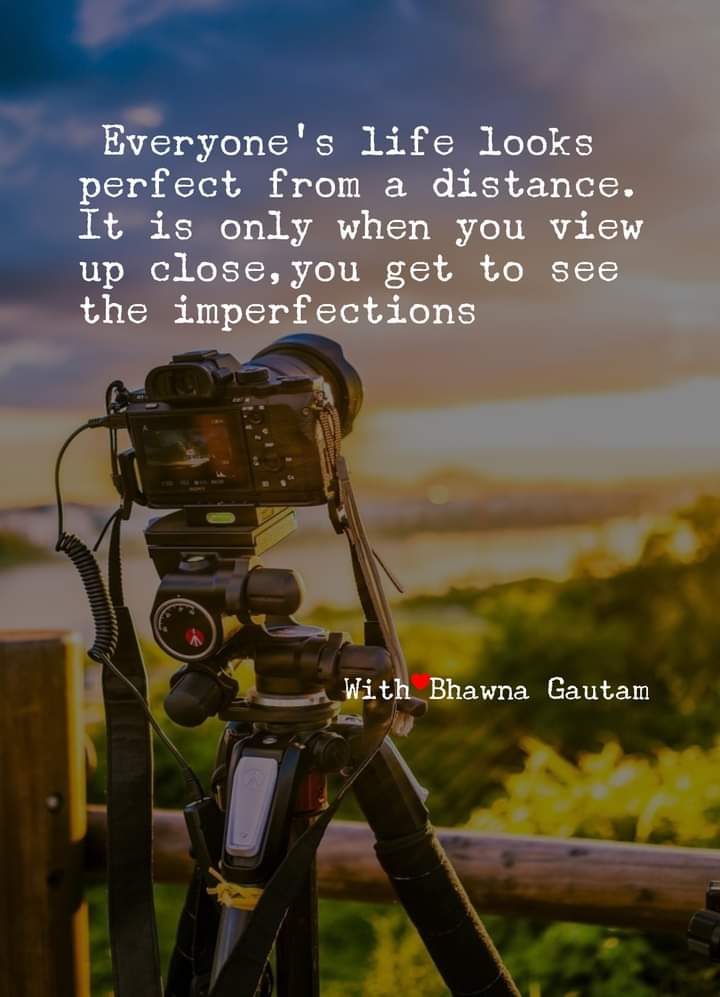 Everyone's life looks
perfect from a distance.
It is only when you view
up close,you get to see
the imperfections
With❤Bhawna Gautam